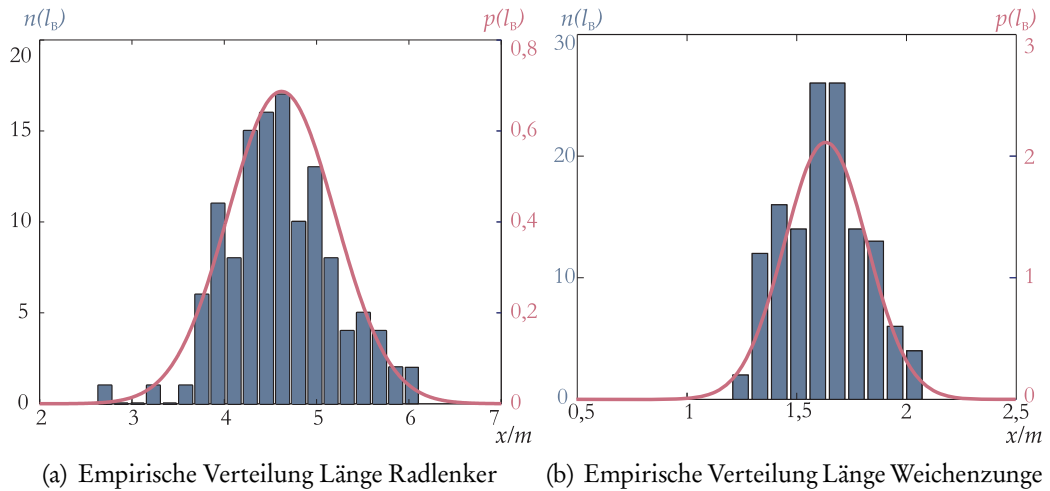 n(l_B) p(l_B)
20 0,8
15 0,6
10 0,4
5 0,2
0 0
2 3 4 5 6 7
x/m
(a) Empirische Verteilung Länge Radlenker
n(l_B) p(l_B)
30 3
20 2
10 1
0 0
0,5 1 1,5 2 2,5
x/m
(b) Empirische Verteilung Länge Weichenzunge